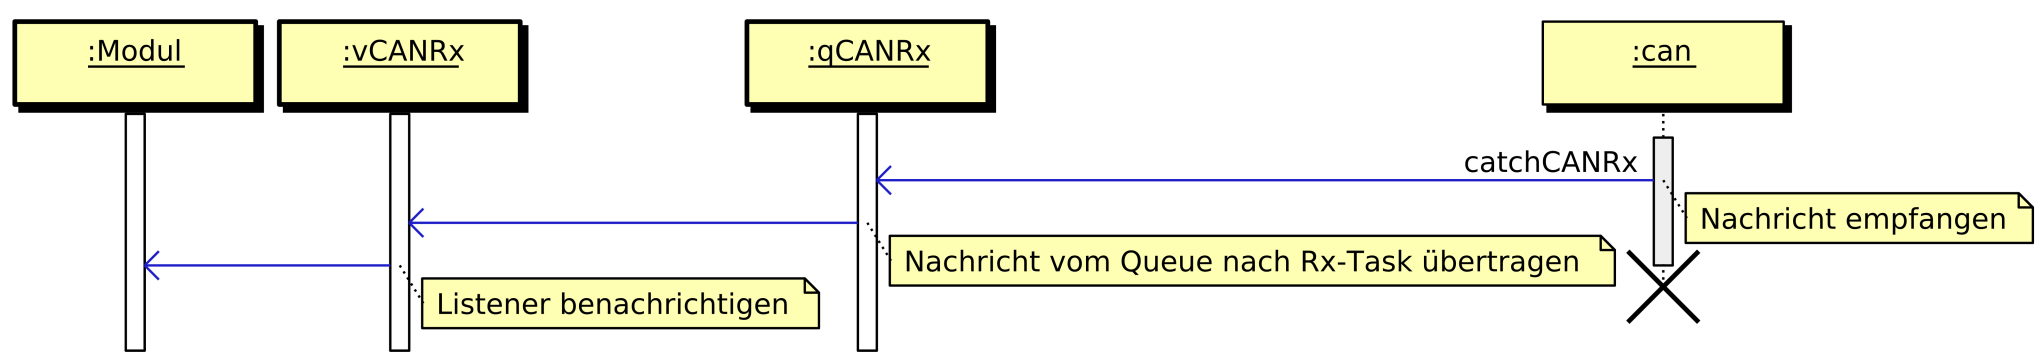 :Modul
:vCANRx
:qCANRx
:can
catchCANRx
Nachricht empfangen
Nachricht vom Queue nach Rx-Task übertragen
Listener benachrichtigen